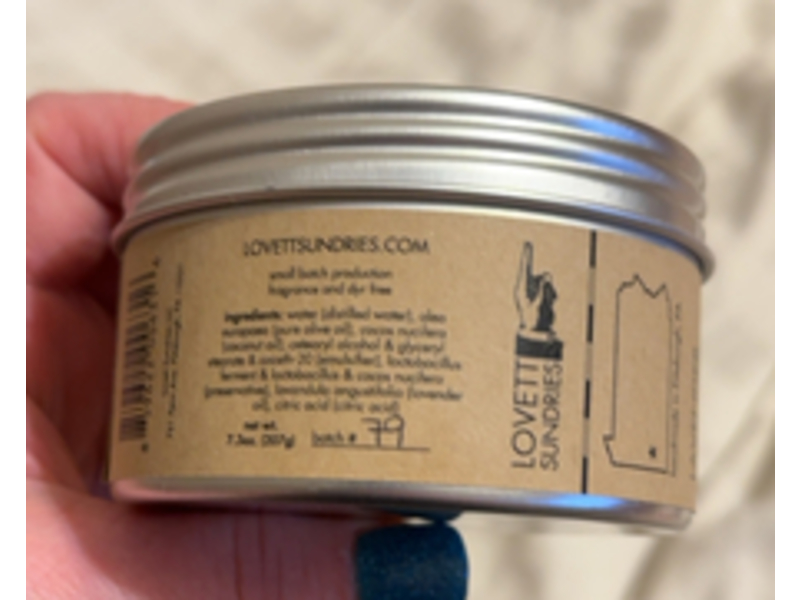 LOVETTSUNDRIES.COM
small batch production
fragrance and dye free
ingredients: water (distilled water), olea
europaea (pure olive oil), cocos nucifera
(coconut oil), cetearyl alcohol & glyceryl
stearate & ceteth-20 (emulsifier), lactobacillus
ferment & lactobacillus & cocos nucifera
(preservative), lavandula angustifolia (lavender
oil), citric acid (citric acid)
net wt.
7.3oz. (207g) batch # 79
LOVETT
SUNDRIES